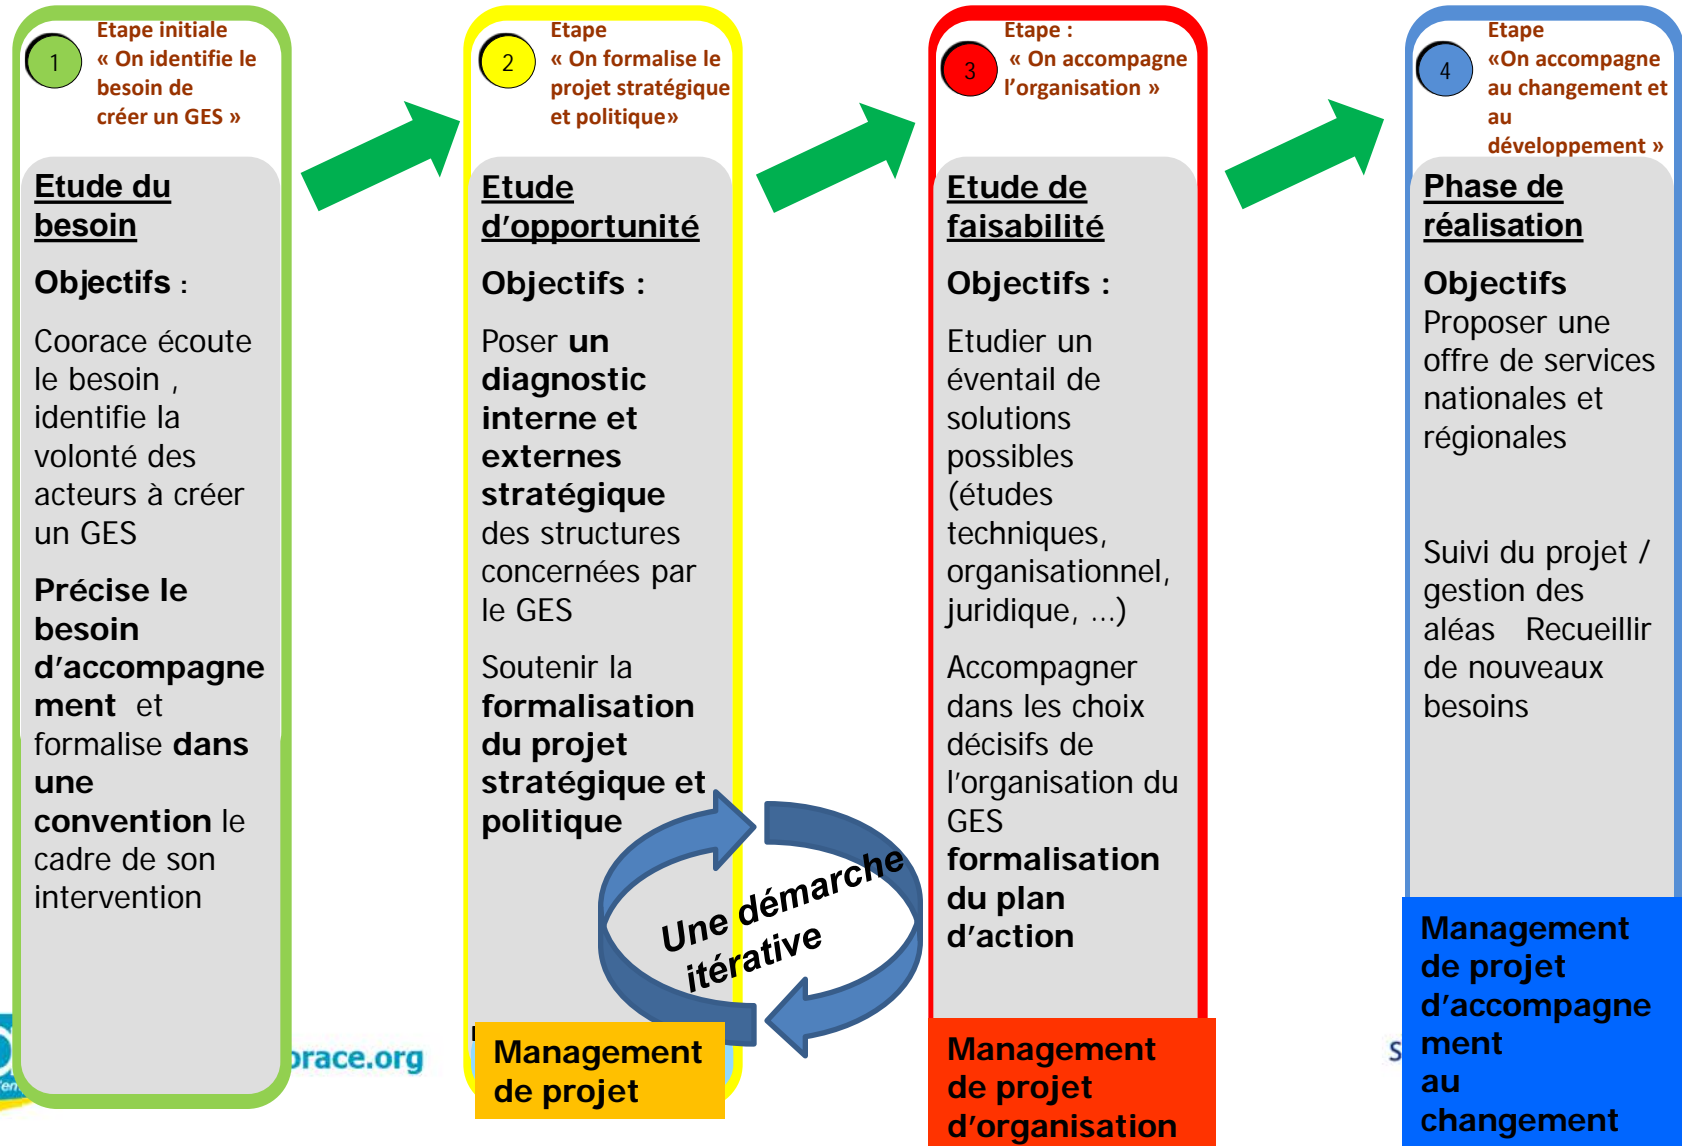 1
Etape initiale
« On identifie le
besoin de
créer un GES »
Etude du
besoin
Objectifs :
Coorace écoute
le besoin ,
identifie la
volonté des
acteurs à créer
un GES
Précise le
besoin
d'accompagne
ment et
formalise dans
une
convention le
cadre de son
intervention
2
Etape
« On formalise le
projet stratégique
et politique»
Etude
d'opportunité
Objectifs :
Poser un
diagnostic
interne et
externes
stratégique
des structures
concernées par
le GES
Soutenir la
formalisation
du projet
stratégique et
politique
Management
de projet
Une démarche
itérative
3
Etape :
« On accompagne
l'organisation »
Etude de
faisabilité
Objectifs :
Etudier un
éventail de
solutions
possibles
(études
techniques,
organisationnel,
juridique, ...)
Accompagner
dans les choix
décisifs de
l'organisation du
GES
formalisation
du plan
d'action
Management
de projet
d'organisation
4
Etape
«On accompagne
au changement et
au
développement »
Phase de
réalisation
Objectifs
Proposer une
offre de services
nationales et
régionales
Suivi du projet /
gestion des
aléas Recueillir
de nouveaux
besoins
Management
de projet
d'accompagne
ment
au
changement
orace.org